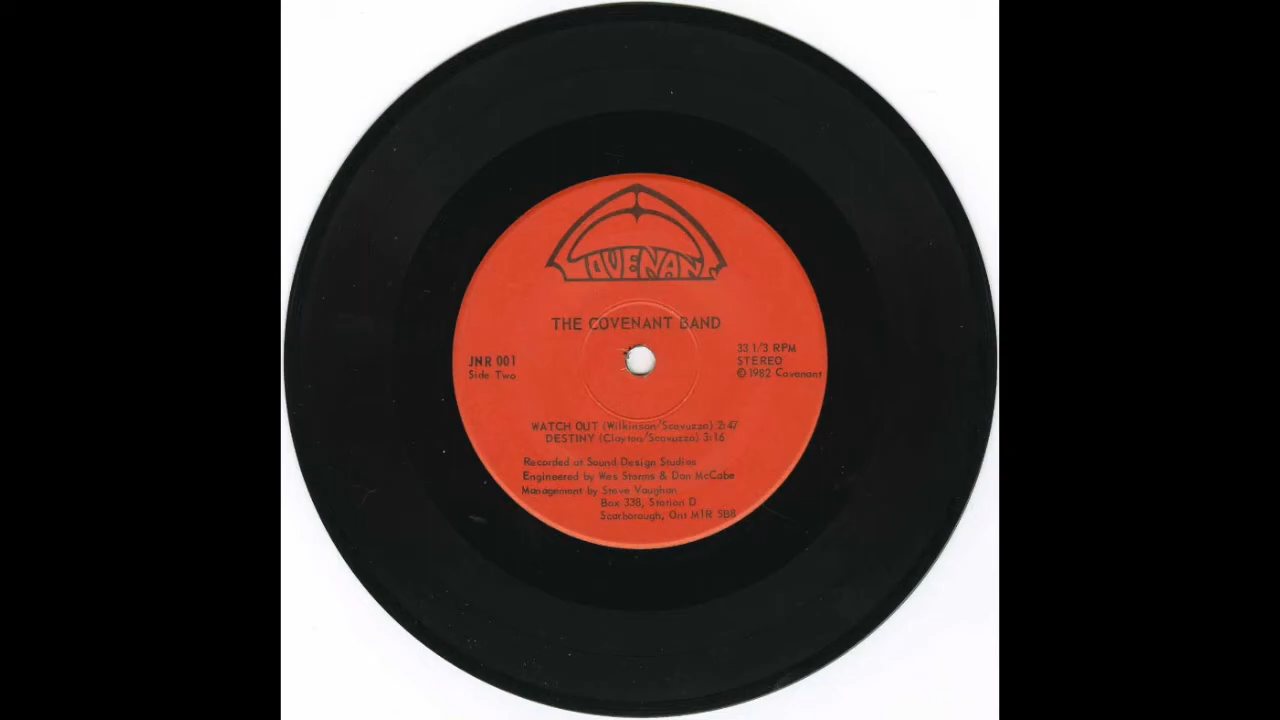 COVENANT
THE COVENANT BAND
JNR 001
Side Two
33 1/3 RPM
STEREO
©1982 Covenant
WATCH OUT (Wilkinson/Scavuzzo) 2:47
DESTINY (Clayton/Scavuzzo) 3:16
Recorded at Sound Design Studios
Engineered by Wes Storms & Dan McCabe
Management by Steve Vaughan
Box 338, Station D
Scarborough, Ont M1R 5B8